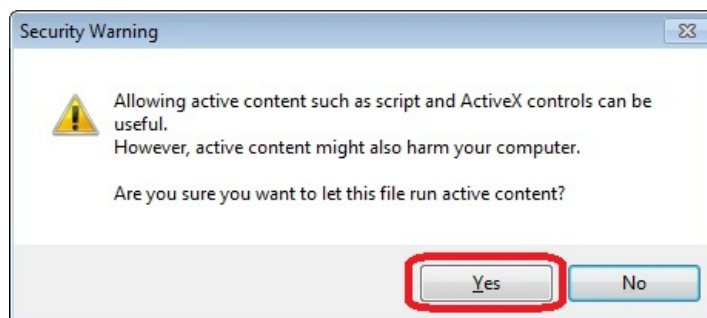 Security Warning
Allowing active content such as script and ActiveX controls can be
useful.
However, active content might also harm your computer.
Are you sure you want to let this file run active content?
Yes
No